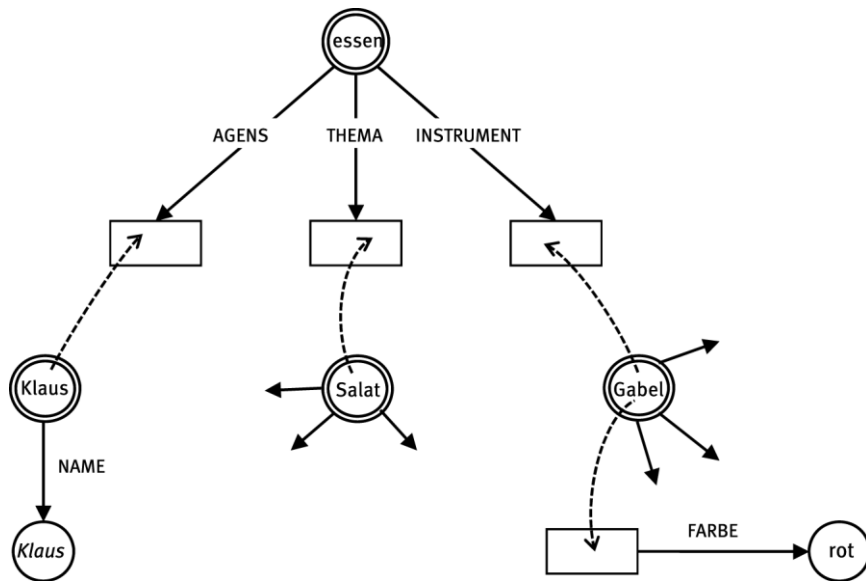 essen
AGENS THEMA INSTRUMENT
Klaus Salat Gabel
NAME
Klaus
FARBE
rot